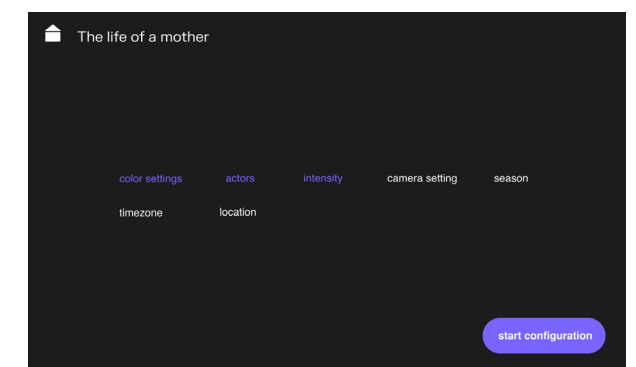 The life of a mother
color settings actors intensity camera setting season
timezone location
start configuration